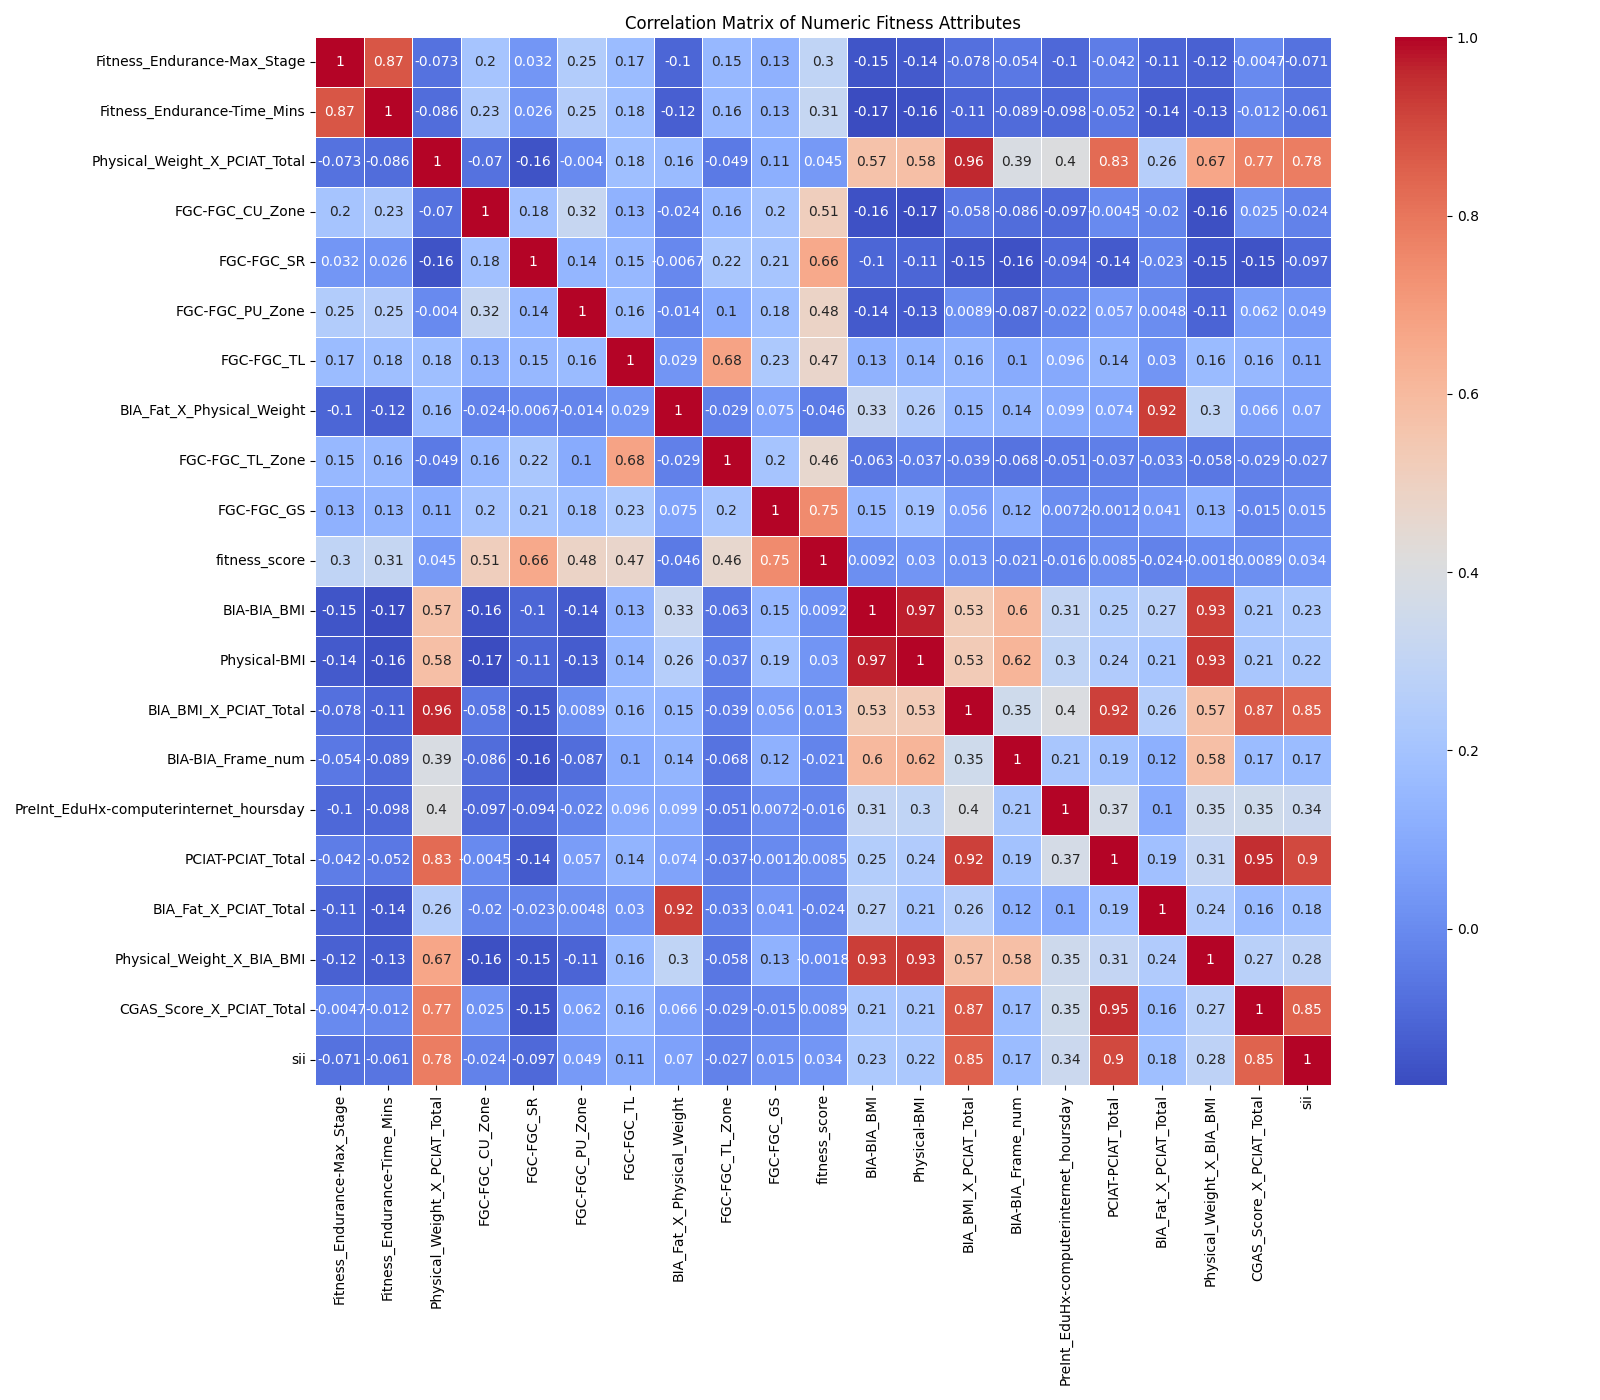 Correlation Matrix of Numeric Fitness Attributes
Fitness_Endurance-Max_Stage 1 0.87 -0.073 0.2 0.032 0.25 0.17 -0.1 0.15 0.13 0.3 -0.15 -0.14 -0.078 -0.054 -0.1 -0.042 -0.11 -0.12 -0.0047 -0.071
Fitness_Endurance-Time_Mins 0.87 1 -0.086 0.23 0.026 0.25 0.18 -0.12 0.16 0.13 0.31 -0.17 -0.16 -0.11 -0.089 -0.098 -0.052 -0.14 -0.13 -0.012 -0.061
Physical_Weight_X_PCIAT_Total -0.073 -0.086 1 -0.07 -0.16 -0.004 0.18 0.16 -0.049 0.11 0.045 0.57 0.58 0.96 0.39 0.4 0.83 0.26 0.67 0.77 0.78
FGC-FGC_CU_Zone 0.2 0.23 -0.07 1 0.18 0.32 0.13 -0.024 0.16 0.2 0.51 -0.16 -0.17 -0.058 -0.086 -0.097 -0.0045 -0.02 -0.16 0.025 -0.024
FGC-FGC_SR 0.032 0.026 -0.16 0.18 1 0.14 0.15 -0.0067 0.22 0.21 0.66 -0.1 -0.11 -0.15 -0.16 -0.094 -0.14 -0.023 -0.15 -0.15 -0.097
FGC-FGC_PU_Zone 0.25 0.25 -0.004 0.32 0.14 1 0.16 -0.014 0.1 0.18 0.48 -0.14 -0.13 0.0089 -0.087 -0.022 0.057 0.0048 -0.11 0.062 0.049
FGC-FGC_TL 0.17 0.18 0.18 0.13 0.15 0.16 1 0.029 0.68 0.23 0.47 0.13 0.14 0.16 0.1 0.096 0.14 0.03 0.16 0.16 0.11
BIA_Fat_X_Physical_Weight -0.1 -0.12 0.16 -0.024 -0.0067 -0.014 0.029 1 -0.029 0.075 -0.046 0.33 0.26 0.15 0.14 0.099 0.074 0.92 0.3 0.066 0.07
FGC-FGC_TL_Zone 0.15 0.16 -0.049 0.16 0.22 0.1 0.68 -0.029 1 0.2 0.46 -0.063 -0.037 -0.039 -0.068 -0.051 -0.037 -0.033 -0.058 -0.029 -0.027
FGC-FGC_GS 0.13 0.13 0.11 0.2 0.21 0.18 0.23 0.075 0.2 1 0.75 0.15 0.19 0.056 0.12 0.0072 -0.0012 0.041 0.13 -0.015 0.015
fitness_score 0.3 0.31 0.045 0.51 0.66 0.48 0.47 -0.046 0.46 0.75 1 0.0092 0.03 0.013 -0.021 -0.016 0.0085 -0.024 -0.0018 0.0089 0.034
BIA-BIA_BMI -0.15 -0.17 0.57 -0.16 -0.1 -0.14 0.13 0.33 -0.063 0.15 0.0092 1 0.97 0.53 0.6 0.31 0.25 0.27 0.93 0.21 0.23
Physical-BMI -0.14 -0.16 0.58 -0.17 -0.11 -0.13 0.14 0.26 -0.037 0.19 0.03 0.97 1 0.53 0.62 0.3 0.24 0.21 0.93 0.21 0.22
BIA_BMI_X_PCIAT_Total -0.078 -0.11 0.96 -0.058 -0.15 0.0089 0.16 0.15 -0.039 0.056 0.013 0.53 0.53 1 0.35 0.4 0.92 0.26 0.57 0.87 0.85
BIA-BIA_Frame_num -0.054 -0.089 0.39 -0.086 -0.16 -0.087 0.1 0.14 -0.068 0.12 -0.021 0.6 0.62 0.35 1 0.21 0.19 0.12 0.58 0.17 0.17
PreInt_EduHx-computerinternet_hoursday -0.1 -0.098 0.4 -0.097 -0.094 -0.022 0.096 0.099 -0.051 0.0072 -0.016 0.31 0.3 0.4 0.21 1 0.37 0.1 0.35 0.35 0.34
PCIAT-PCIAT_Total -0.042 -0.052 0.83 -0.0045 -0.14 0.057 0.14 0.074 -0.037 -0.0012 0.0085 0.25 0.24 0.92 0.19 0.37 1 0.19 0.31 0.95 0.9
BIA_Fat_X_PCIAT_Total -0.11 -0.14 0.26 -0.02 -0.023 0.0048 0.03 0.92 -0.033 0.041 -0.024 0.27 0.21 0.26 0.12 0.1 0.19 1 0.24 0.16 0.18
Physical_Weight_X_BIA_BMI -0.12 -0.13 0.67 -0.16 -0.15 -0.11 0.16 0.3 -0.058 0.13 -0.0018 0.93 0.93 0.57 0.58 0.35 0.31 0.24 1 0.27 0.28
CGAS_Score_X_PCIAT_Total -0.0047 -0.012 0.77 0.025 -0.15 0.062 0.16 0.066 -0.029 -0.015 0.0089 0.21 0.21 0.87 0.17 0.35 0.95 0.16 0.27 1 0.85
sii -0.071 -0.061 0.78 -0.024 -0.097 0.049 0.11 0.07 -0.027 0.015 0.034 0.23 0.22 0.85 0.17 0.34 0.9 0.18 0.28 0.85 1
Fitness_Endurance-Max_Stage
Fitness_Endurance-Time_Mins
Physical_Weight_X_PCIAT_Total
FGC-FGC_CU_Zone
FGC-FGC_SR
FGC-FGC_PU_Zone
FGC-FGC_TL
BIA_Fat_X_Physical_Weight
FGC-FGC_TL_Zone
FGC-FGC_GS
fitness_score
BIA-BIA_BMI
Physical-BMI
BIA_BMI_X_PCIAT_Total
BIA-BIA_Frame_num
PreInt_EduHx-computerinternet_hoursday
PCIAT-PCIAT_Total
BIA_Fat_X_PCIAT_Total
Physical_Weight_X_BIA_BMI
CGAS_Score_X_PCIAT_Total
sii
1.0
0.8
0.6
0.4
0.2
0.0